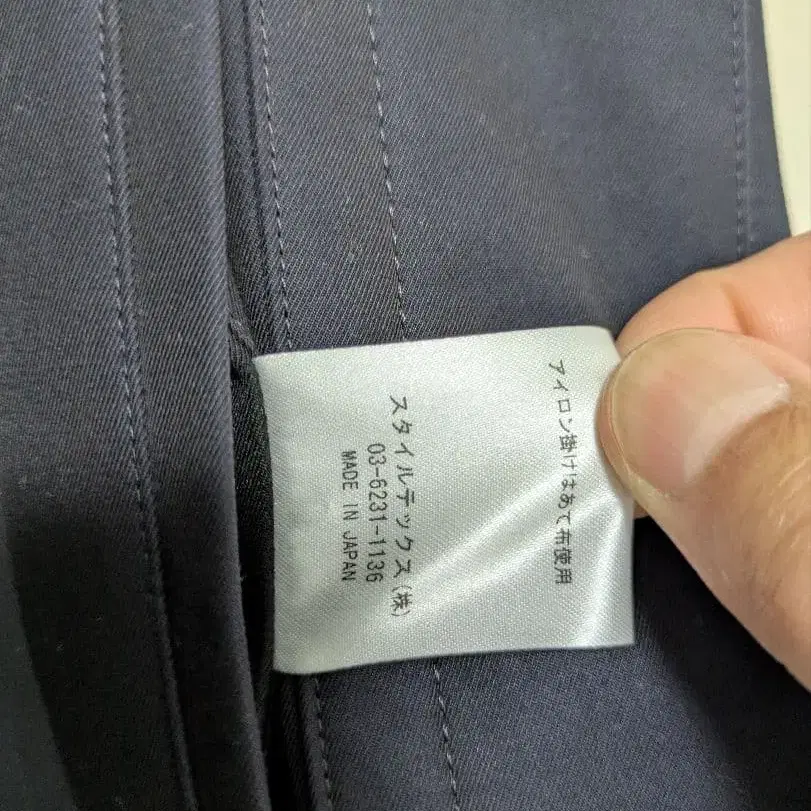 アイロン掛けはあて布使用
スタイルテックス(株)
03-6231-1136
MADE IN JAPAN